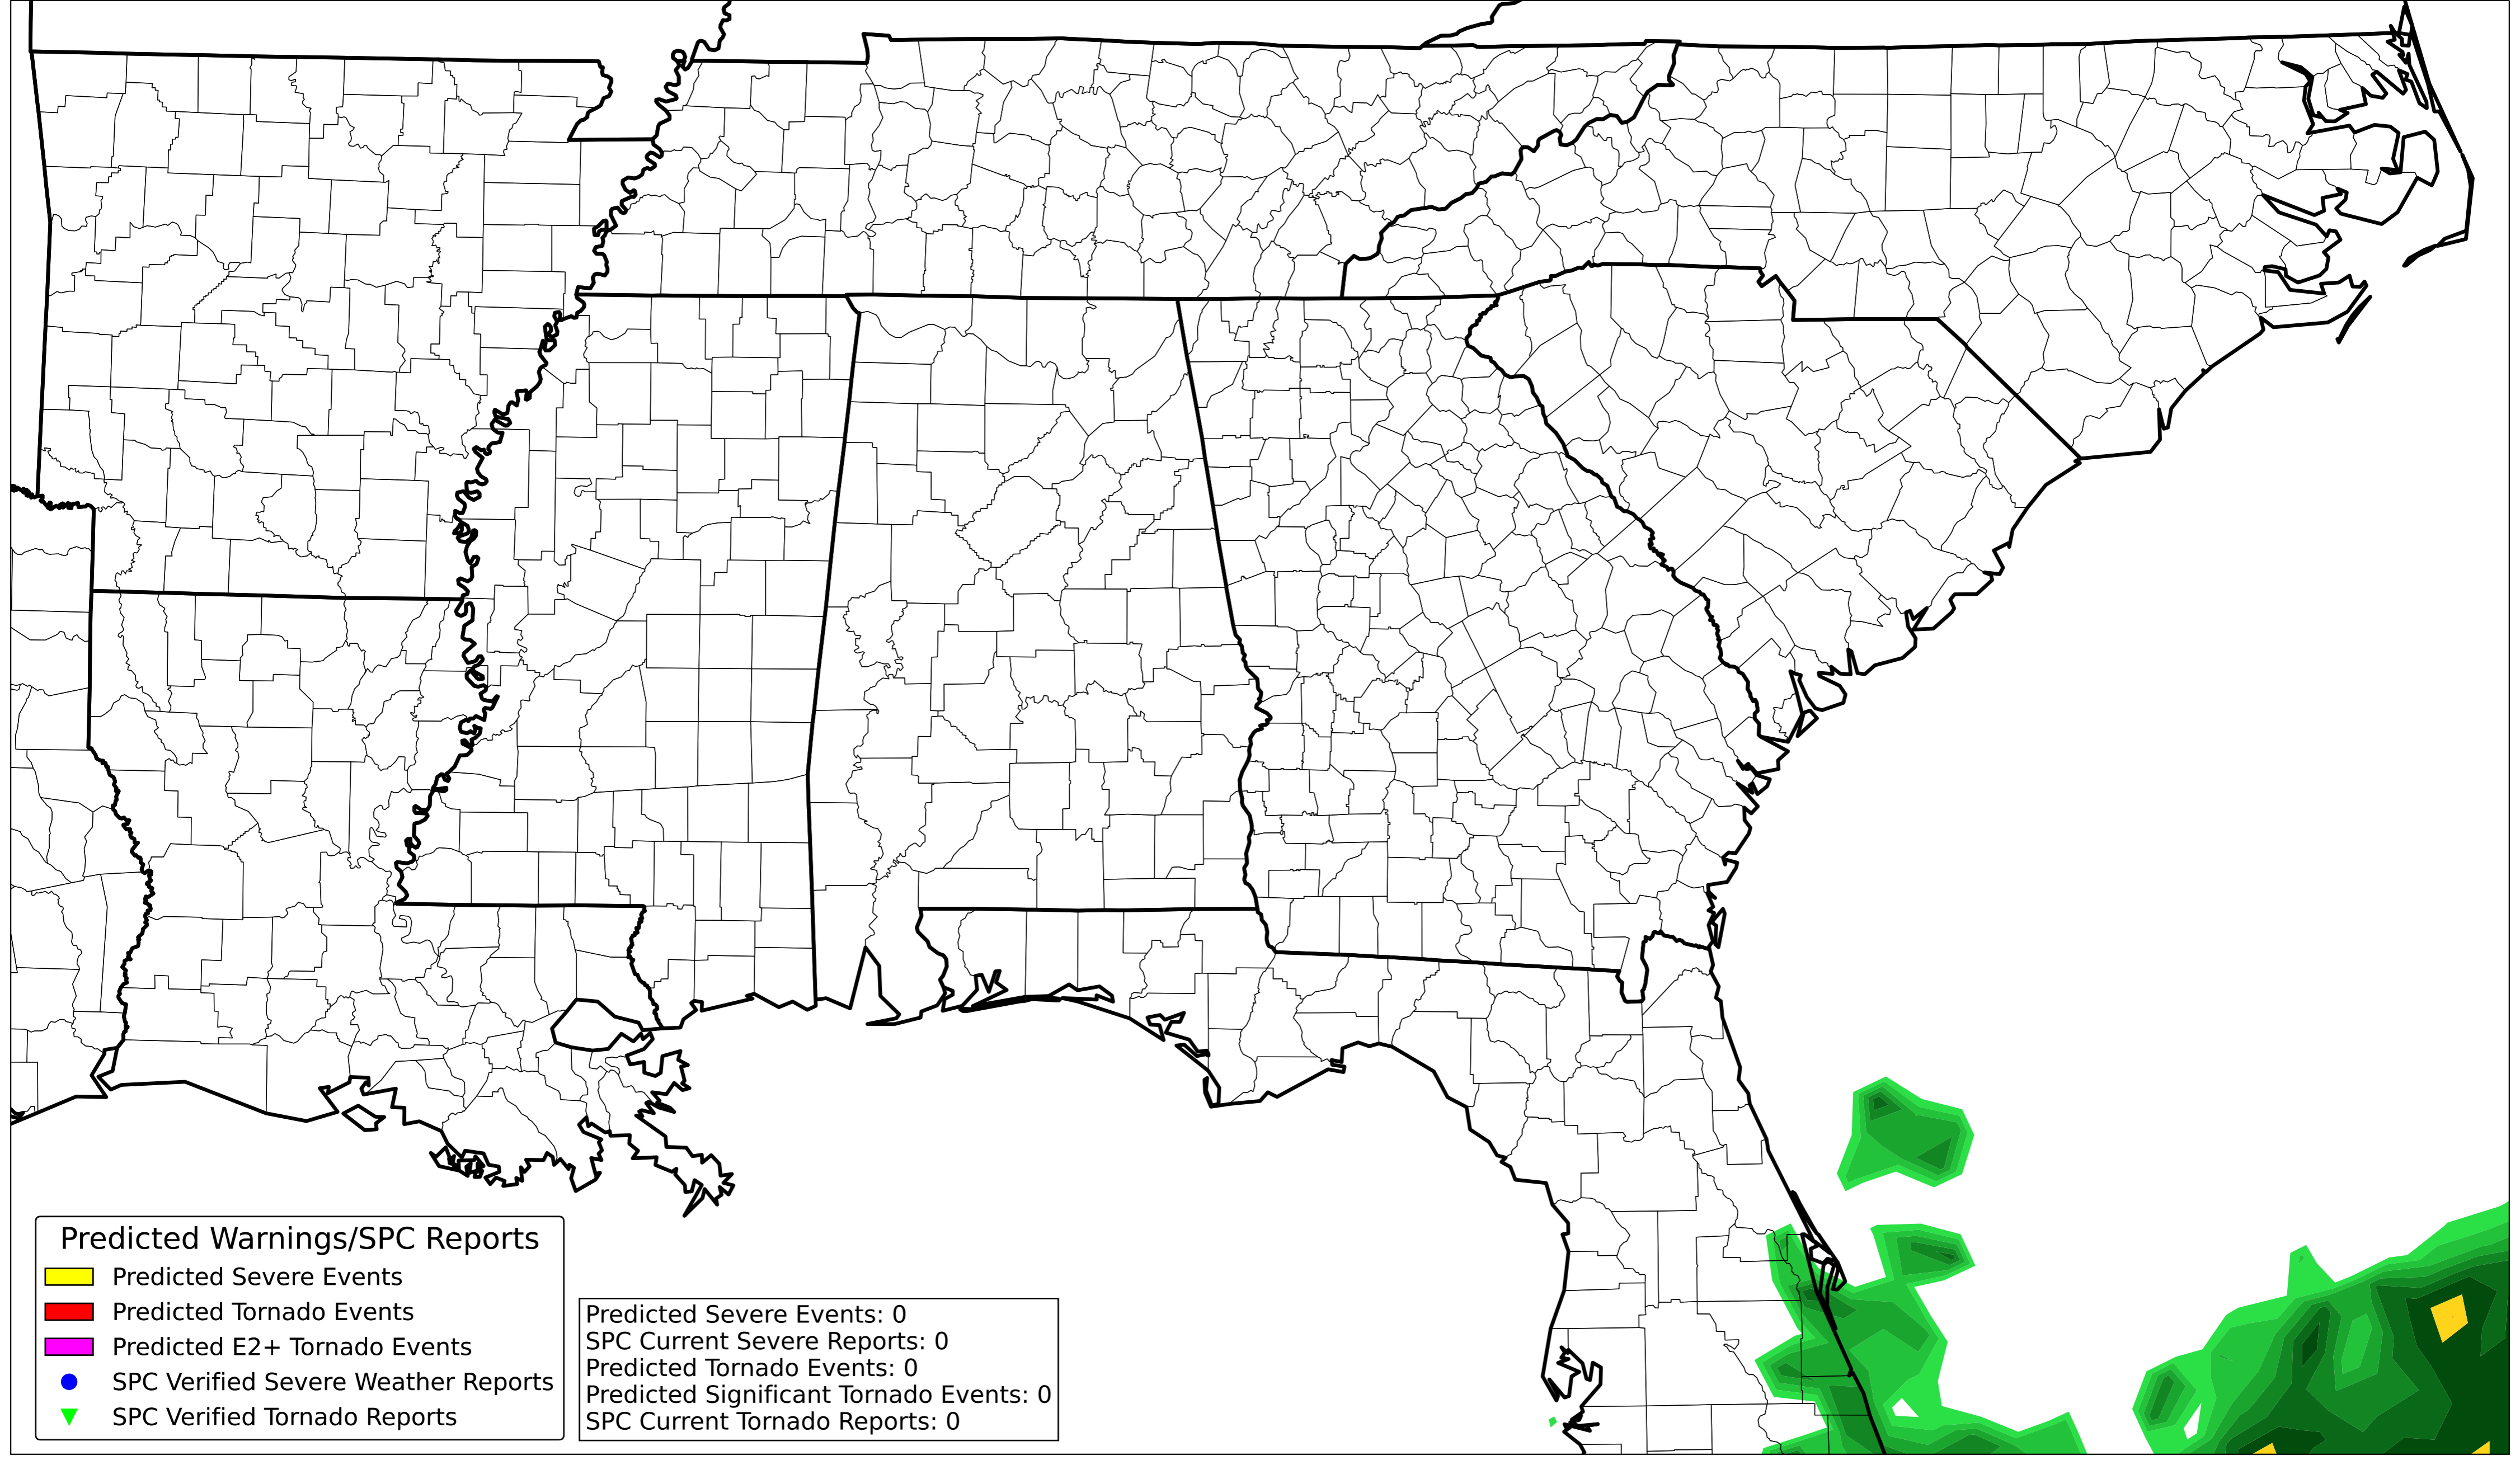 Predicted Warnings/SPC Reports
Predicted Severe Events
Predicted Tornado Events
Predicted E2+ Tornado Events
SPC Verified Severe Weather Reports
SPC Verified Tornado Reports
Predicted Severe Events: 0
SPC Current Severe Reports: 0
Predicted Tornado Events: 0
Predicted Significant Tornado Events: 0
SPC Current Tornado Reports: 0